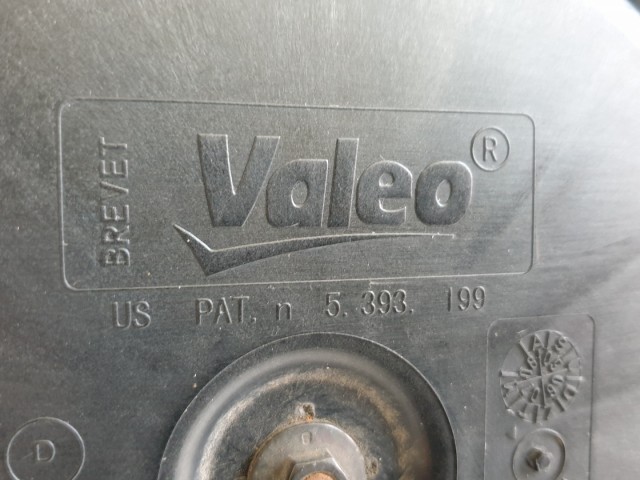 BREVET
Valeo ®
US PAT. n 5. 393. 199
D